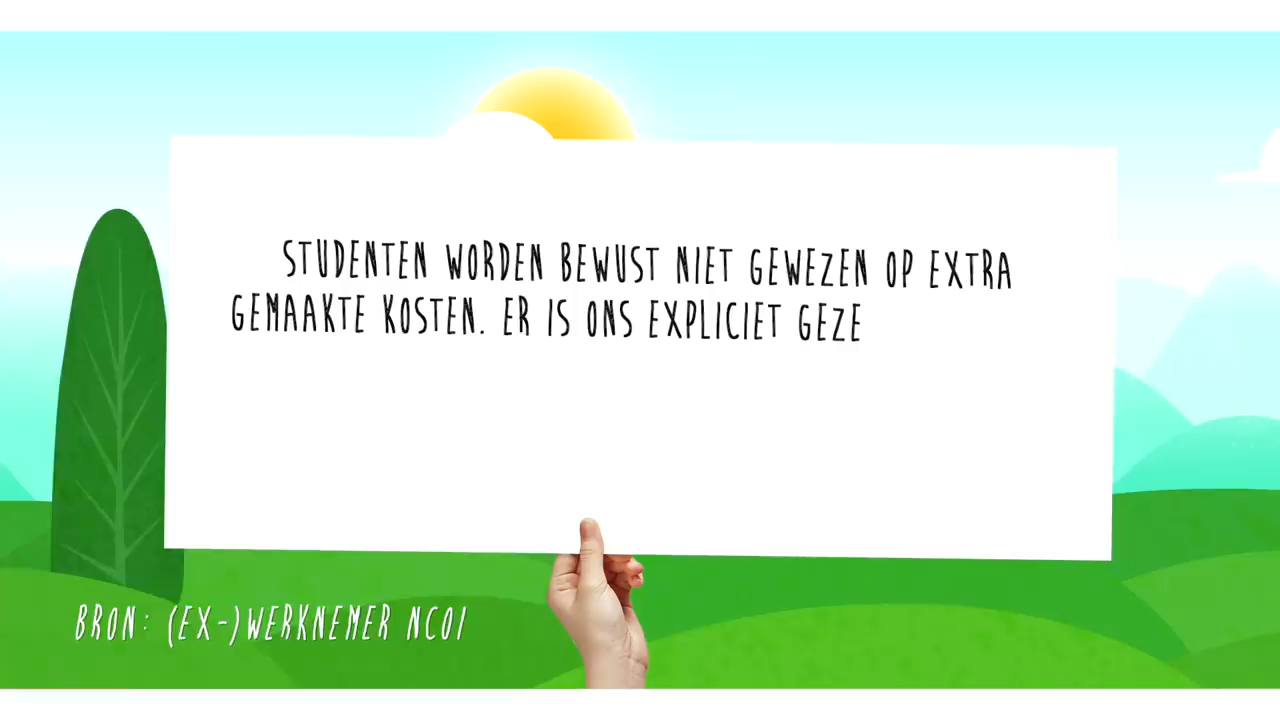 STUDENTEN WORDEN BEWUST NIET GEWEZEN OP EXTRA
GEMAAKTE KOSTEN. ER IS ONS EXPLICIET GEZE
BRON: (EX-)WERKNEMER NCOI